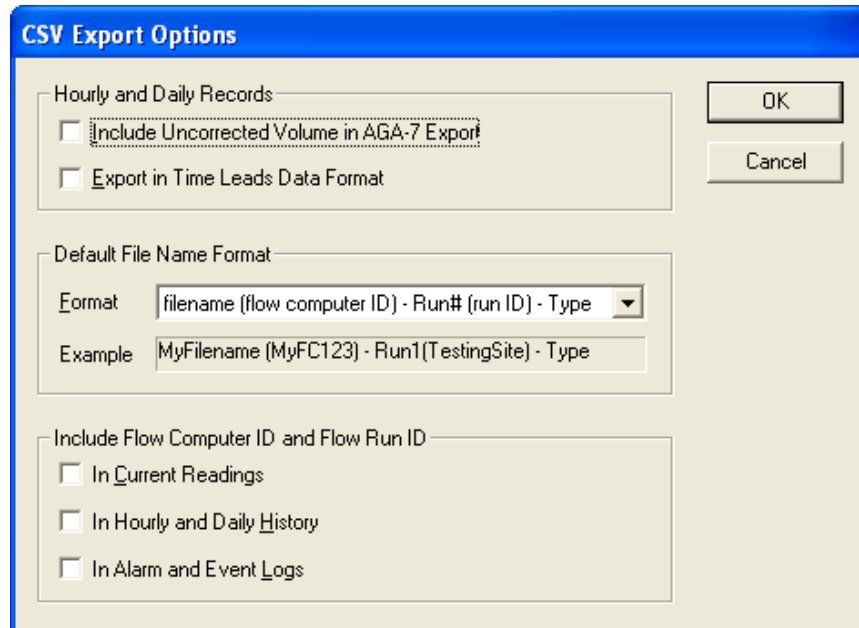 CSV Export Options
Hourly and Daily Records
Include Uncorrected Volume in AGA-7 Export
Export in Time Leads Data Format
OK
Cancel
Default File Name Format
Format filename (flow computer ID) - Run# (run ID) - Type
Example MyFilename (MyFC123) - Run1(TestingSite) - Type
Include Flow Computer ID and Flow Run ID
In Current Readings
In Hourly and Daily History
In Alarm and Event Logs